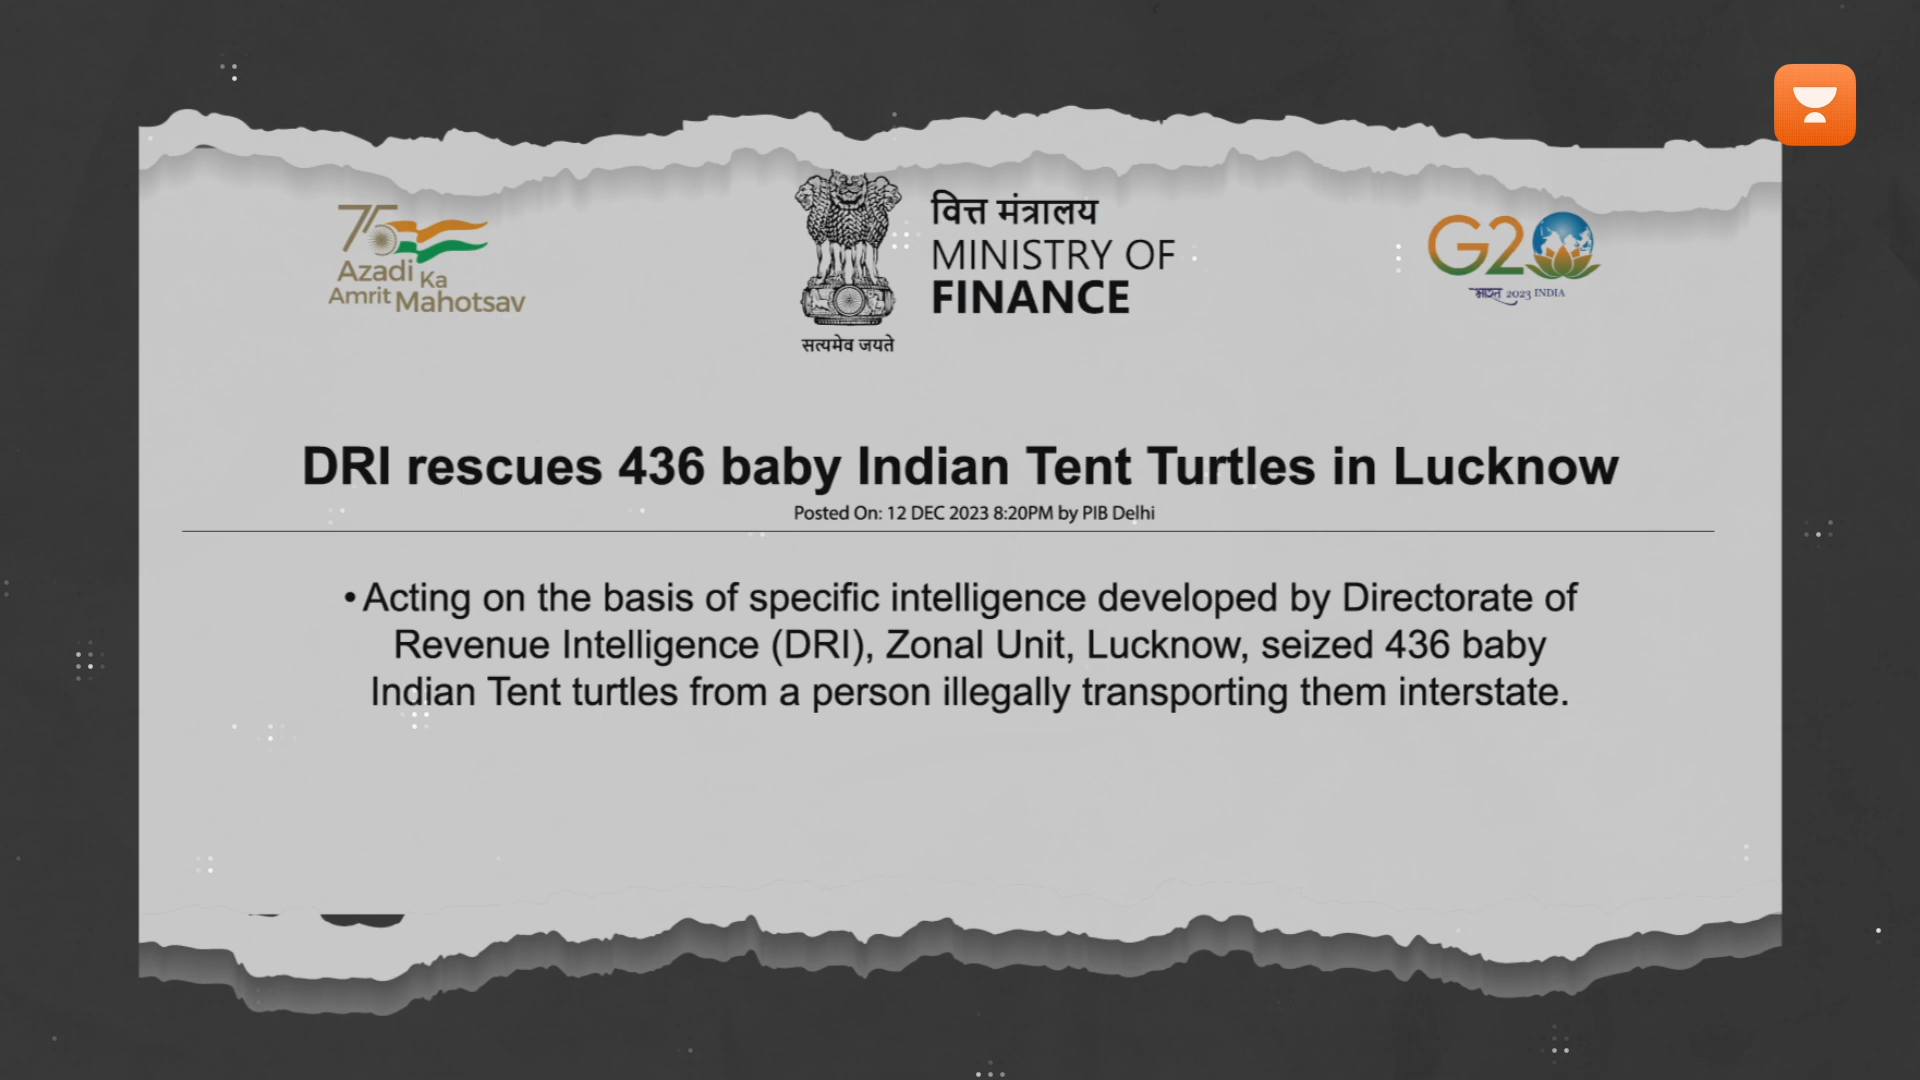 75
Azadi Ka
Amrit Mahotsav
सत्यमेव जयते
वित्त मंत्रालय
MINISTRY OF
FINANCE
G20
भारत 2023 INDIA
DRI rescues 436 baby Indian Tent Turtles in Lucknow
Posted On: 12 DEC 2023 8:20PM by PIB Delhi
• Acting on the basis of specific intelligence developed by Directorate of
Revenue Intelligence (DRI), Zonal Unit, Lucknow, seized 436 baby
Indian Tent turtles from a person illegally transporting them interstate.